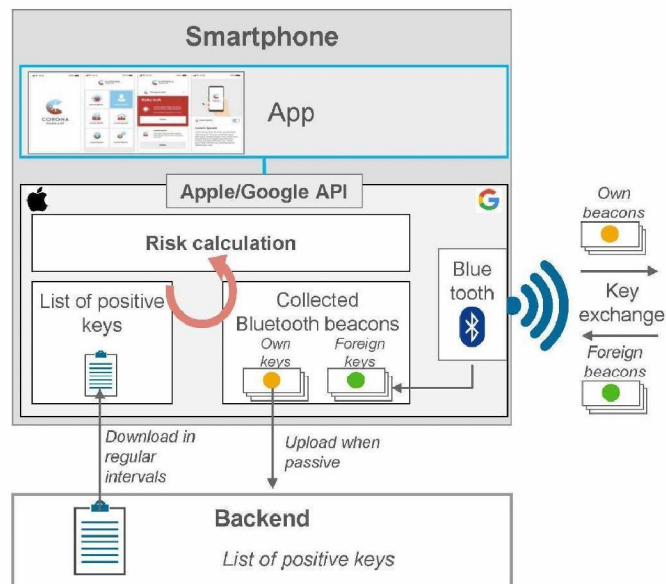 Smartphone
CORONA
App
Apple/Google API
Risk calculation
List of positive
keys
Collected
Bluetooth beacons
Own
keys
Foreign
keys
Blue
tooth
Own
beacons
Key
exchange
Foreign
beacons
Download in
regular
intervals
Upload when
passive
Backend
List of positive keys